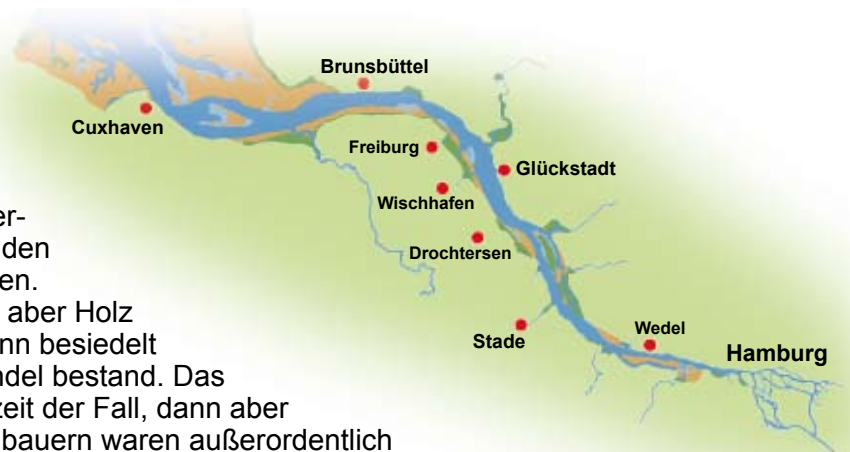 Brunsbüttel
Cuxhaven
Freiburg
Glückstadt
Wischhafen
Drochtersen
Stade
Wedel
Hamburg
er-
den
en.
aber Holz
nn besiedelt
ndel bestand. Das
zeit der Fall, dann aber
bauern waren außerordentlich